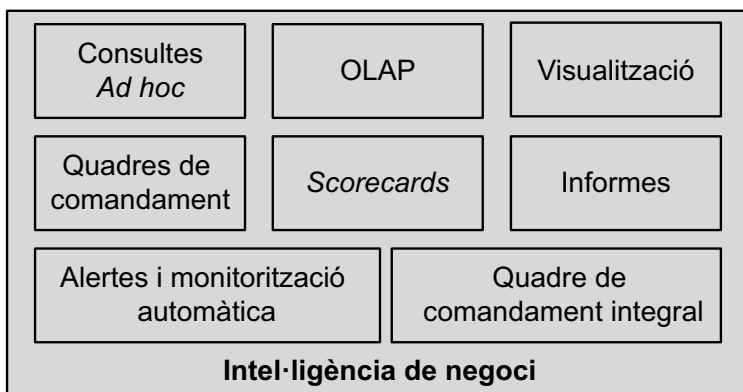 Consultes
Ad hoc
OLAP
Visualització
Quadres de
comandament
Scorecards
Informes
Alertes i monitorització
automàtica
Quadre de
comandament integral
Intel·ligència de negoci